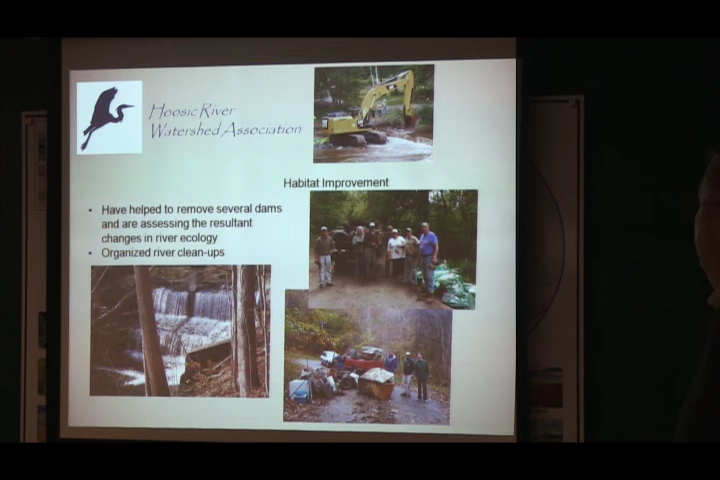 Hoosic River
Watershed Association
Habitat Improvement
• Have helped to remove several dams
and are assessing the resultant
changes in river ecology
• Organized river clean-ups